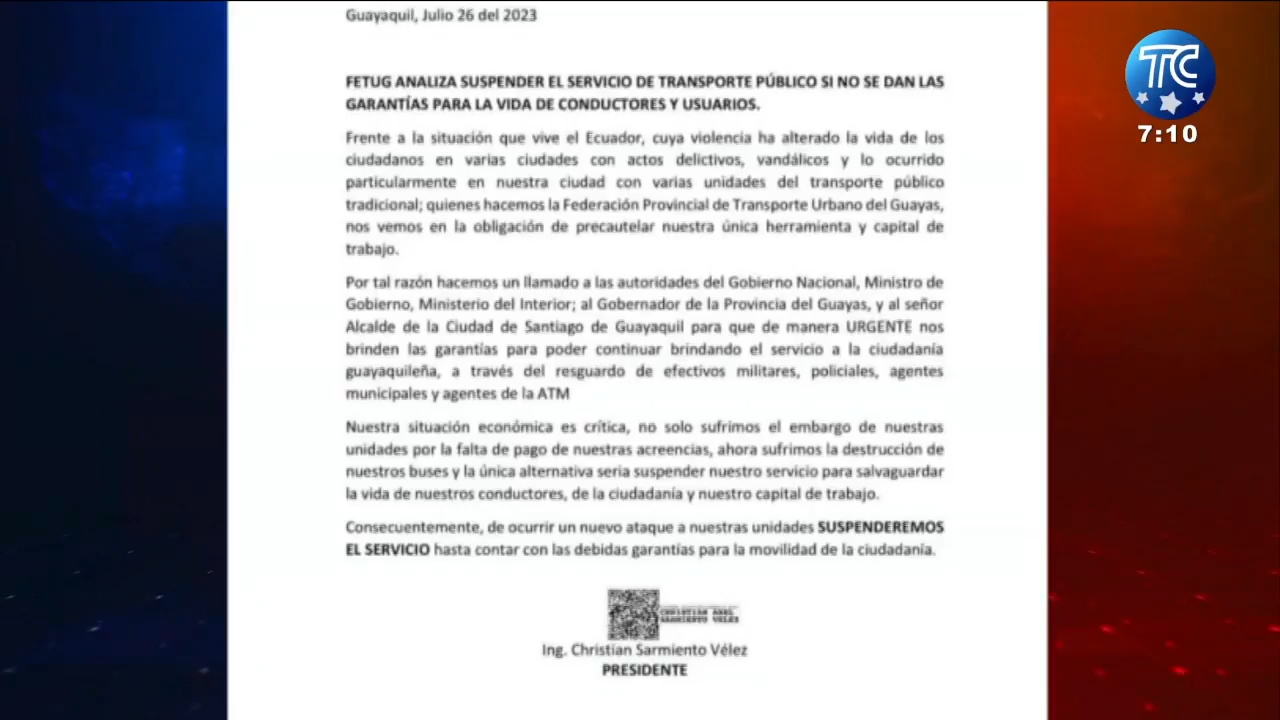 Guayaquil, Julio 26 del 2023
TC
7:10
FETUG ANALIZA SUSPENDER EL SERVICIO DE TRANSPORTE PÚBLICO SI NO SE DAN LAS
GARANTÍAS PARA LA VIDA DE CONDUCTORES Y USUARIOS.
Frente a la situación que vive el Ecuador, cuya violencia ha alterado la vida de los
ciudadanos en varias ciudades con actos delictivos, vandálicos y lo ocurrido
particularmente en nuestra ciudad con varias unidades del transporte público
tradicional; quienes hacemos la Federación Provincial de Transporte Urbano del Guayas,
nos vemos en la obligación de precautelar nuestra única herramienta y capital de
trabajo.
Por tal razón hacemos un llamado a las autoridades del Gobierno Nacional, Ministro de
Gobierno, Ministerio del Interior; al Gobernador de la Provincia del Guayas, y al señor
Alcalde de la Ciudad de Santiago de Guayaquil para que de manera URGENTE nos
brinden las garantías para poder continuar brindando el servicio a la ciudadanía
guayaquileña, a través del resguardo de efectivos militares, policiales, agentes
municipales y agentes de la ATM
Nuestra situación económica es crítica, no solo sufrimos el embargo de nuestras
unidades por la falta de pago de nuestras acreencias, ahora sufrimos la destrucción de
nuestros buses y la única alternativa seria suspender nuestro servicio para salvaguardar
la vida de nuestros conductores, de la ciudadanía y nuestro capital de trabajo.
Consecuentemente, de ocurrir un nuevo ataque a nuestras unidades SUSPENDEREMOS
EL SERVICIO hasta contar con las debidas garantías para la movilidad de la ciudadanía.
CHRISTIAN ABEL
SARMIENTO VELEZ
Ing. Christian Sarmiento Vélez
PRESIDENTE